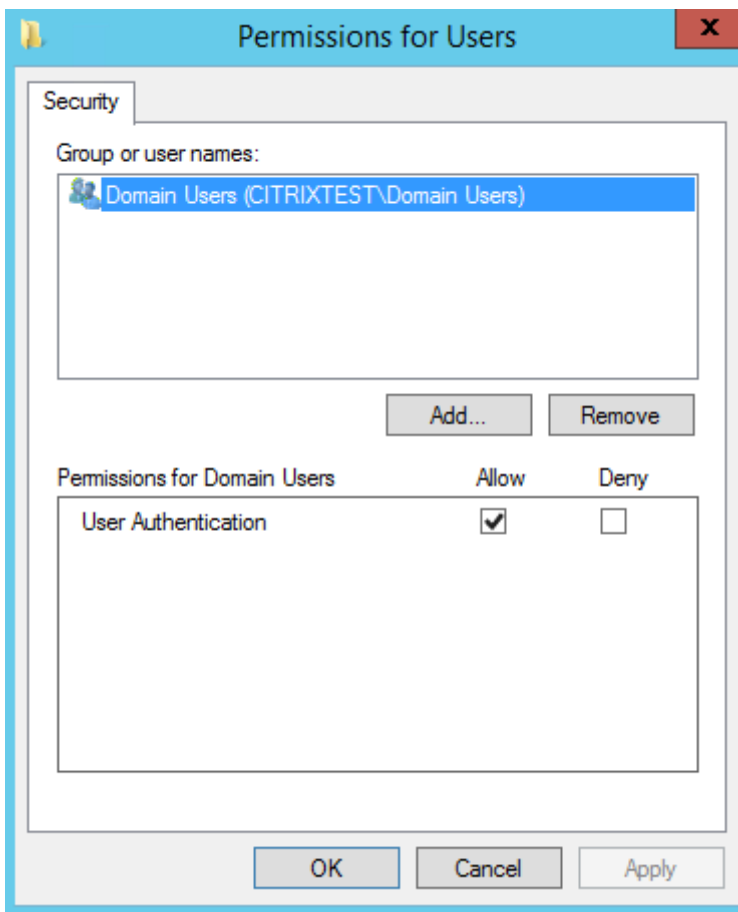 Permissions for Users
x
Security
Group or user names:
Domain Users (CITRIXTEST\Domain Users)
Add...
Remove
Permissions for Domain Users Allow Deny
User Authentication
OK Cancel Apply